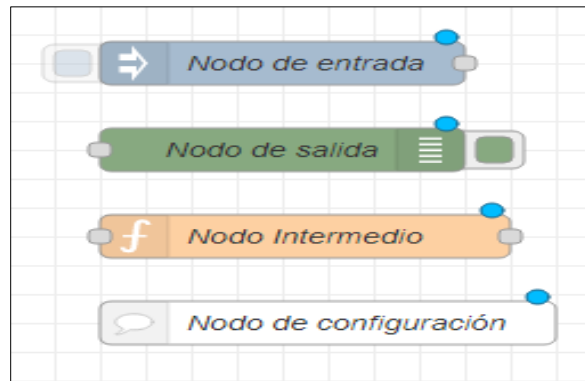 Nodo de entrada
Nodo de salida
Nodo Intermedio
Nodo de configuración